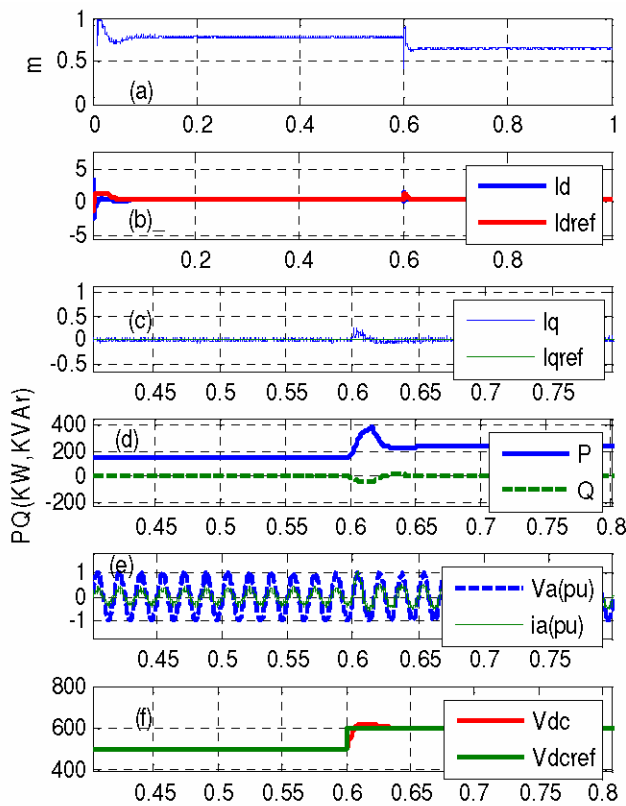 1
m
0.5
(a)
0
0 0.2 0.4 0.6 0.8 1
5
0
-5
(b)_
Id
Idref
0.2 0.4 0.6 0.8
1
0.5
0
-0.5
(c)
Iq
Iqref
0.45 0.5 0.55 0.6 0.65 0.7 0.75
PQ(KW,KVAr)
400
200
0
-200
(d)
P
Q
0.45 0.5 0.55 0.6 0.65 0.7 0.75 0.8
1
0
-1
(e)
Va(pu)
ia(pu)
0.45 0.5 0.55 0.6 0.65 0.7 0.75
800
600
400
(f)
Vdc
Vdcref
0.45 0.5 0.55 0.6 0.65 0.7 0.75 0.8